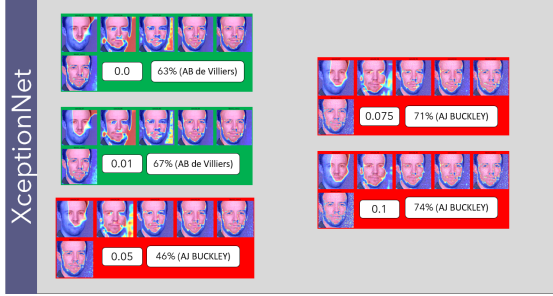 XceptionNet
0.0 63% (AB de Villiers)
0.01 67% (AB de Villiers)
0.05 46% (AJ BUCKLEY)
0.075 71% (AJ BUCKLEY)
0.1 74% (AJ BUCKLEY)